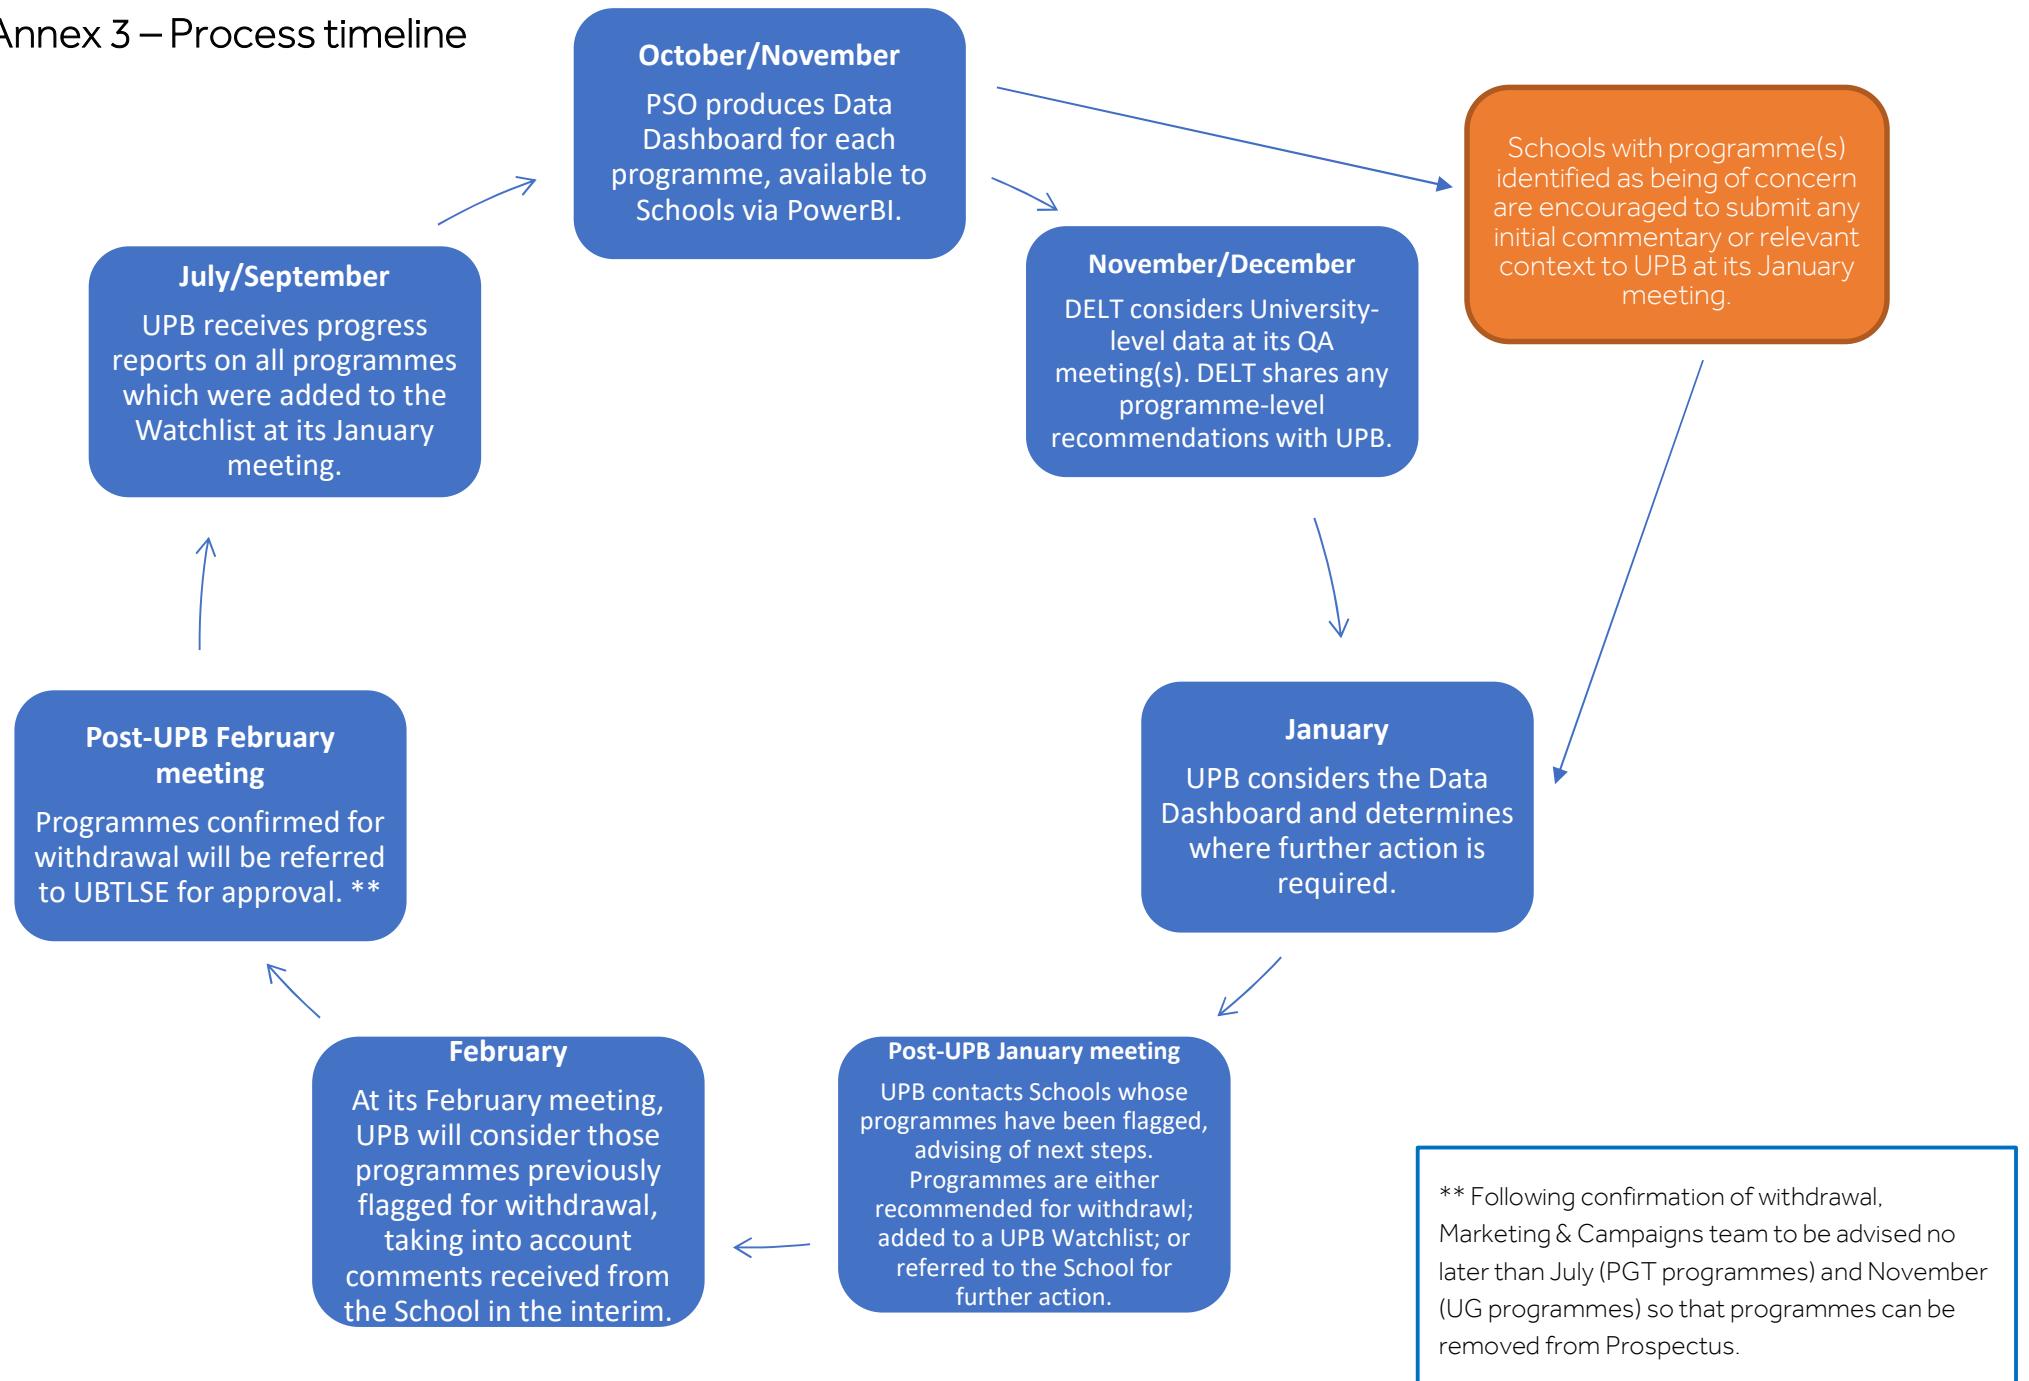 Annex 3 – Process timeline
October/November
PSO produces Data
Dashboard for each
programme, available to
Schools via PowerBI.
Schools with programme(s)
identified as being of concern
are encouraged to submit any
initial commentary or relevant
context to UPB at its January
meeting.
November/December
DELT considers University-
level data at its QA
meeting(s). DELT shares any
programme-level
recommendations with UPB.
January
UPB considers the Data
Dashboard and determines
where further action is
required.
Post-UPB January meeting
UPB contacts Schools whose
programmes have been flagged,
advising of next steps.
Programmes are either
recommended for withdrawl;
added to a UPB Watchlist; or
referred to the School for
further action.
February
At its February meeting,
UPB will consider those
programmes previously
flagged for withdrawal,
taking into account
comments received from
the School in the interim.
Post-UPB February
meeting
Programmes confirmed for
withdrawal will be referred
to UBTLSE for approval. **
July/September
UPB receives progress
reports on all programmes
which were added to the
Watchlist at its January
meeting.
** Following confirmation of withdrawal,
Marketing & Campaigns team to be advised no
later than July (PGT programmes) and November
(UG programmes) so that programmes can be
removed from Prospectus.